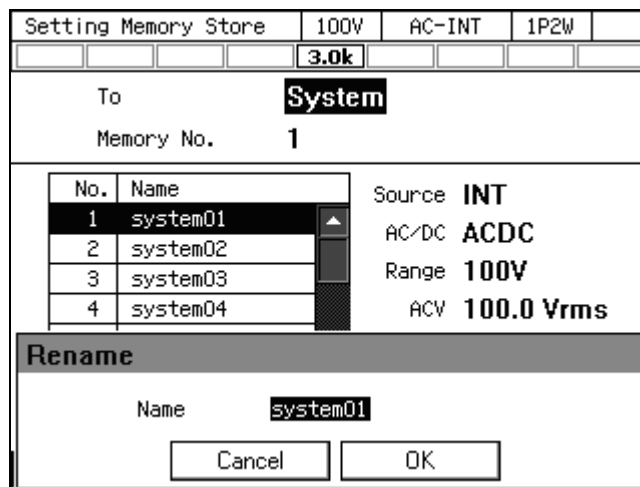 Setting Memory Store 100V AC-INT 1P2W
3.0k
To System
Memory No. 1
No. Name
1 system01
2 system02
3 system03
4 system04
Source INT
AC/DC ACDC
Range 100V
ACV 100.0 Vrms
Rename
Name system01
Cancel OK